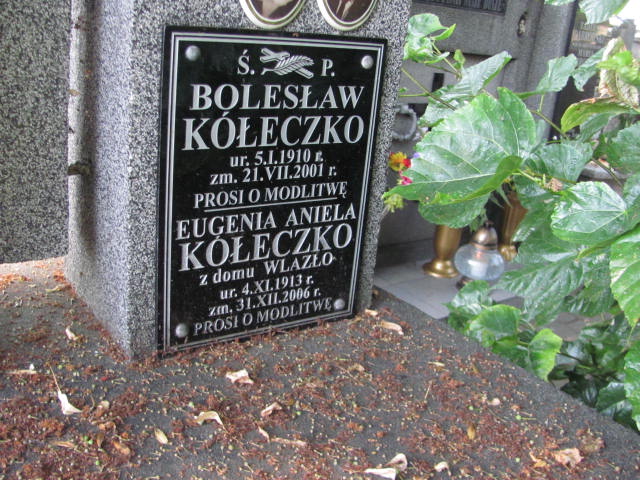 Ś. P.
BOLESŁAW
KÓŁECZKO
ur. 5.I.1910 r.
zm. 21.VII.2001 r.
PROSI O MODLITWĘ
EUGENIA ANIELA
KÓŁECZKO
z domu WLAZŁO
ur. 4.XI.1913 r.
zm. 31.XII.2006 r.
PROSI O MODLITWĘ